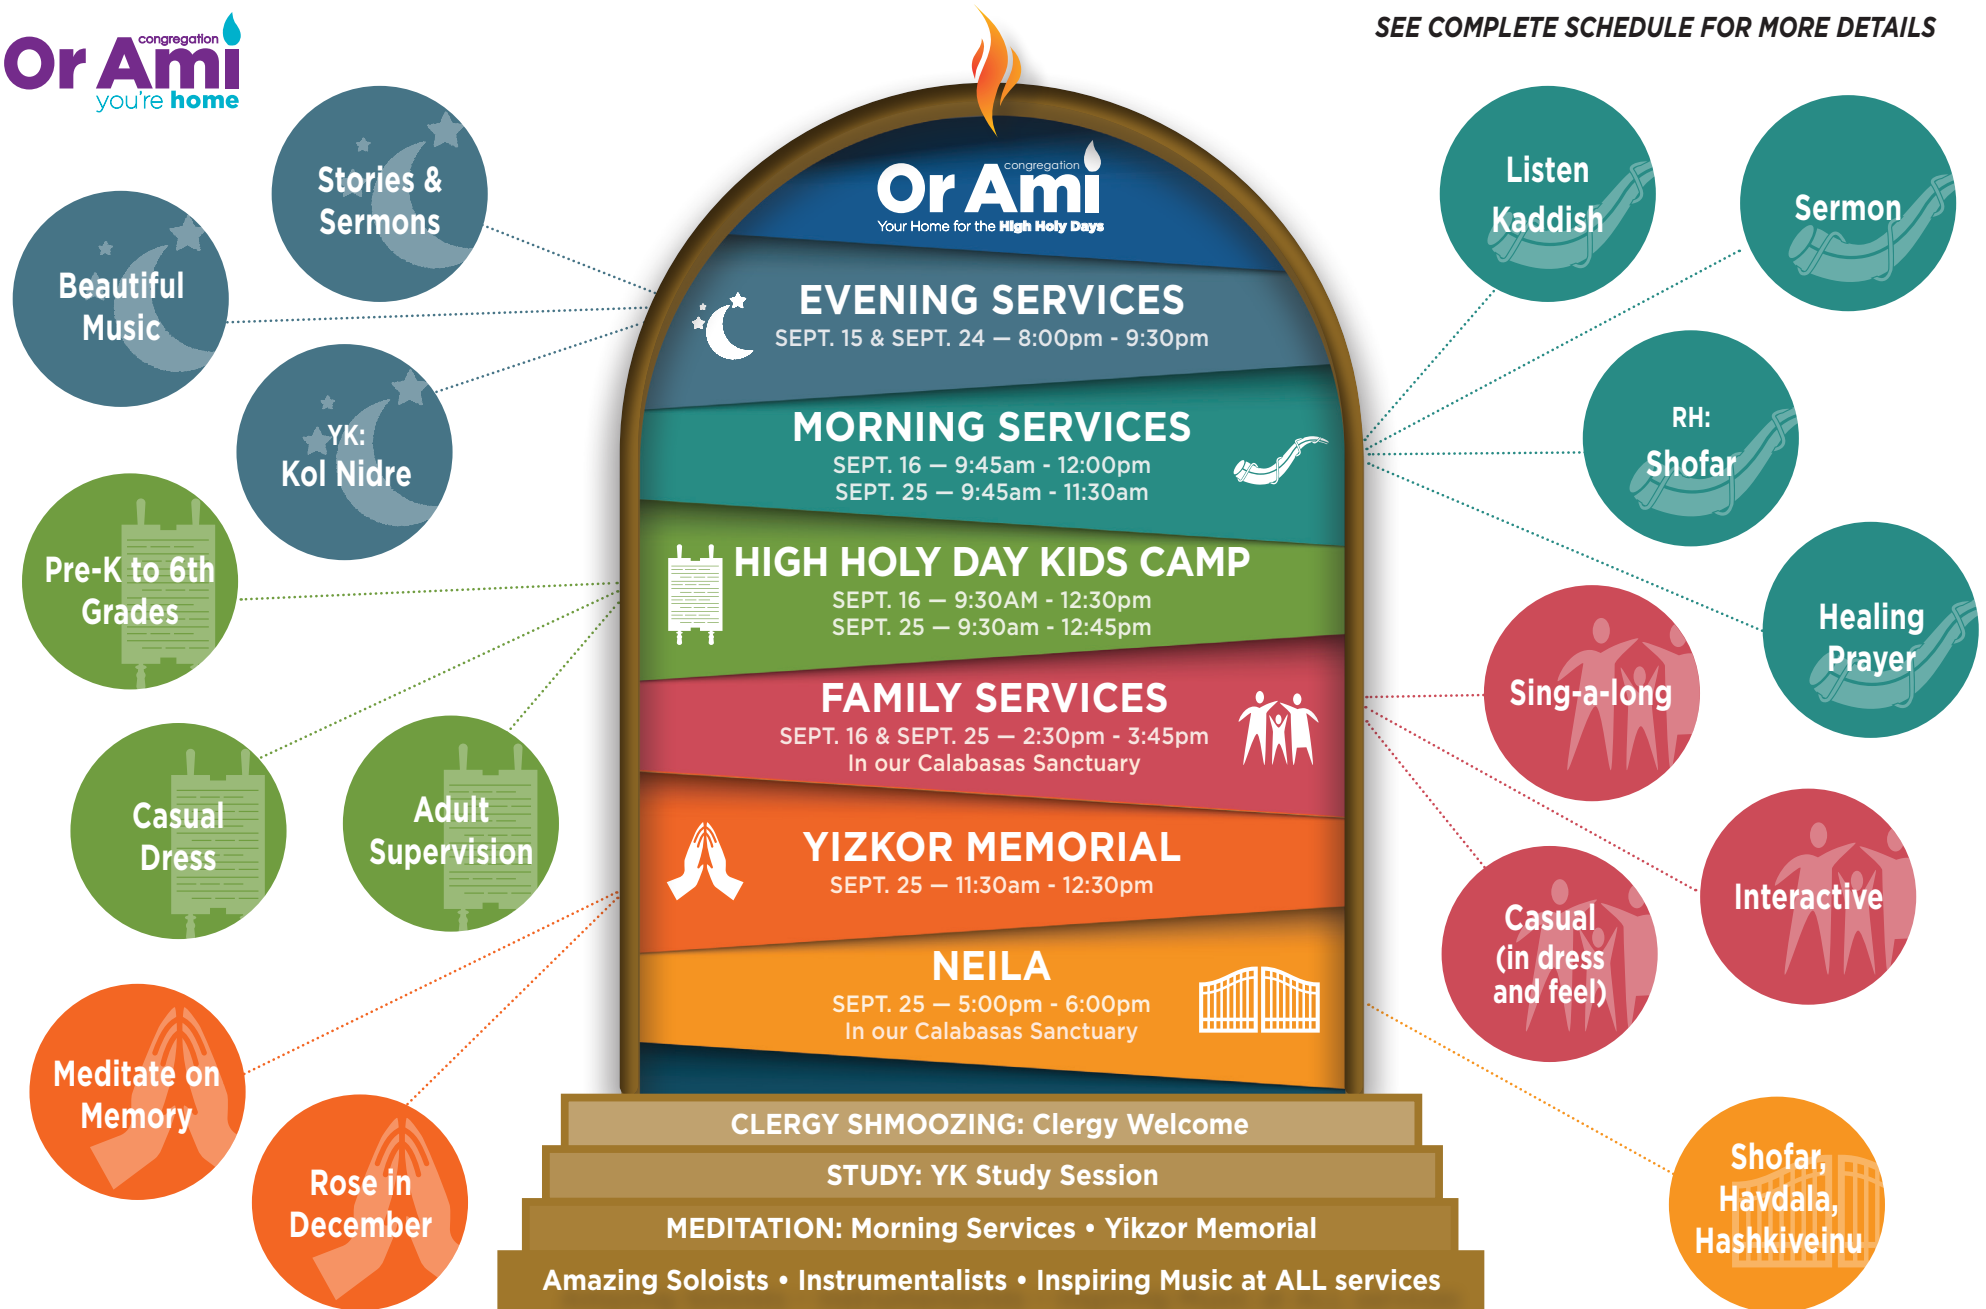 congregation
Or Ami
you're home
SEE COMPLETE SCHEDULE FOR MORE DETAILS
Stories &
Sermons
Beautiful
Music
YK:
Kol Nidre
Pre-K to 6th
Grades
Casual
Dress
Adult
Supervision
Meditate on
Memory
Rose in
December
congregation
Or Ami
Your Home for the High Holy Days
EVENING SERVICES
SEPT. 15 & SEPT. 24 — 8:00pm - 9:30pm
MORNING SERVICES
SEPT. 16 — 9:45am - 12:00pm
SEPT. 25 — 9:45am - 11:30am
HIGH HOLY DAY KIDS CAMP
SEPT. 16 — 9:30AM - 12:30pm
SEPT. 25 — 9:30am - 12:45pm
FAMILY SERVICES
SEPT. 16 & SEPT. 25 — 2:30pm - 3:45pm
In our Calabasas Sanctuary
YIZKOR MEMORIAL
SEPT. 25 — 11:30am - 12:30pm
NEILA
SEPT. 25 — 5:00pm - 6:00pm
In our Calabasas Sanctuary
CLERGY SHMOOZING: Clergy Welcome
STUDY: YK Study Session
MEDITATION: Morning Services • Yikzor Memorial
Amazing Soloists • Instrumentalists • Inspiring Music at ALL services
Listen
Kaddish
Sermon
RH:
Shofar
Healing
Prayer
Sing-a-long
Interactive
Casual
(in dress
and feel)
Shofar,
Havdala,
Hashkiveinu